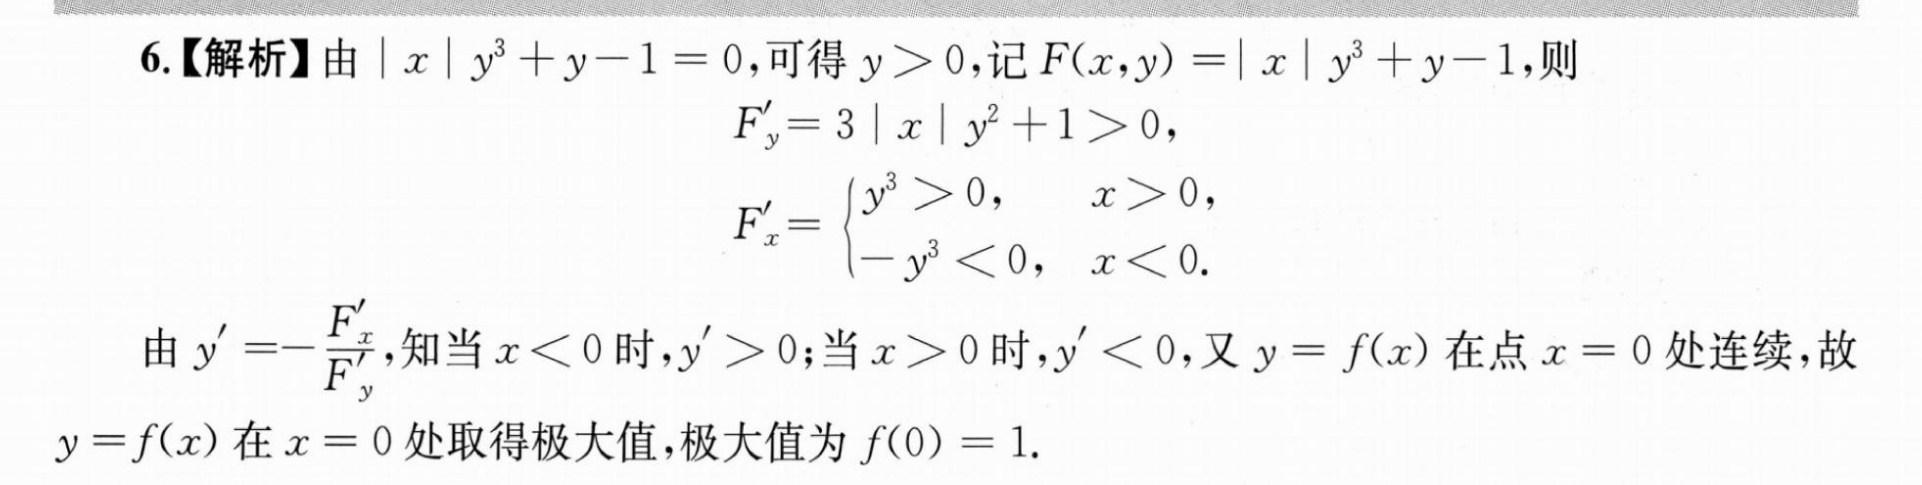 6.【解析】由 | x | y³ + y − 1 = 0,可得 y > 0,记 F(x,y) = | x | y³ + y − 1,则
F′y = 3 | x | y² + 1 > 0,
F′x = { y³ > 0, x > 0,
− y³ < 0, x < 0.
由 y′ = − F′x / F′y ,知当 x < 0 时,y′ > 0;当 x > 0 时,y′ < 0,又 y = f(x) 在点 x = 0 处连续,故
y = f(x) 在 x = 0 处取得极大值,极大值为 f(0) = 1.